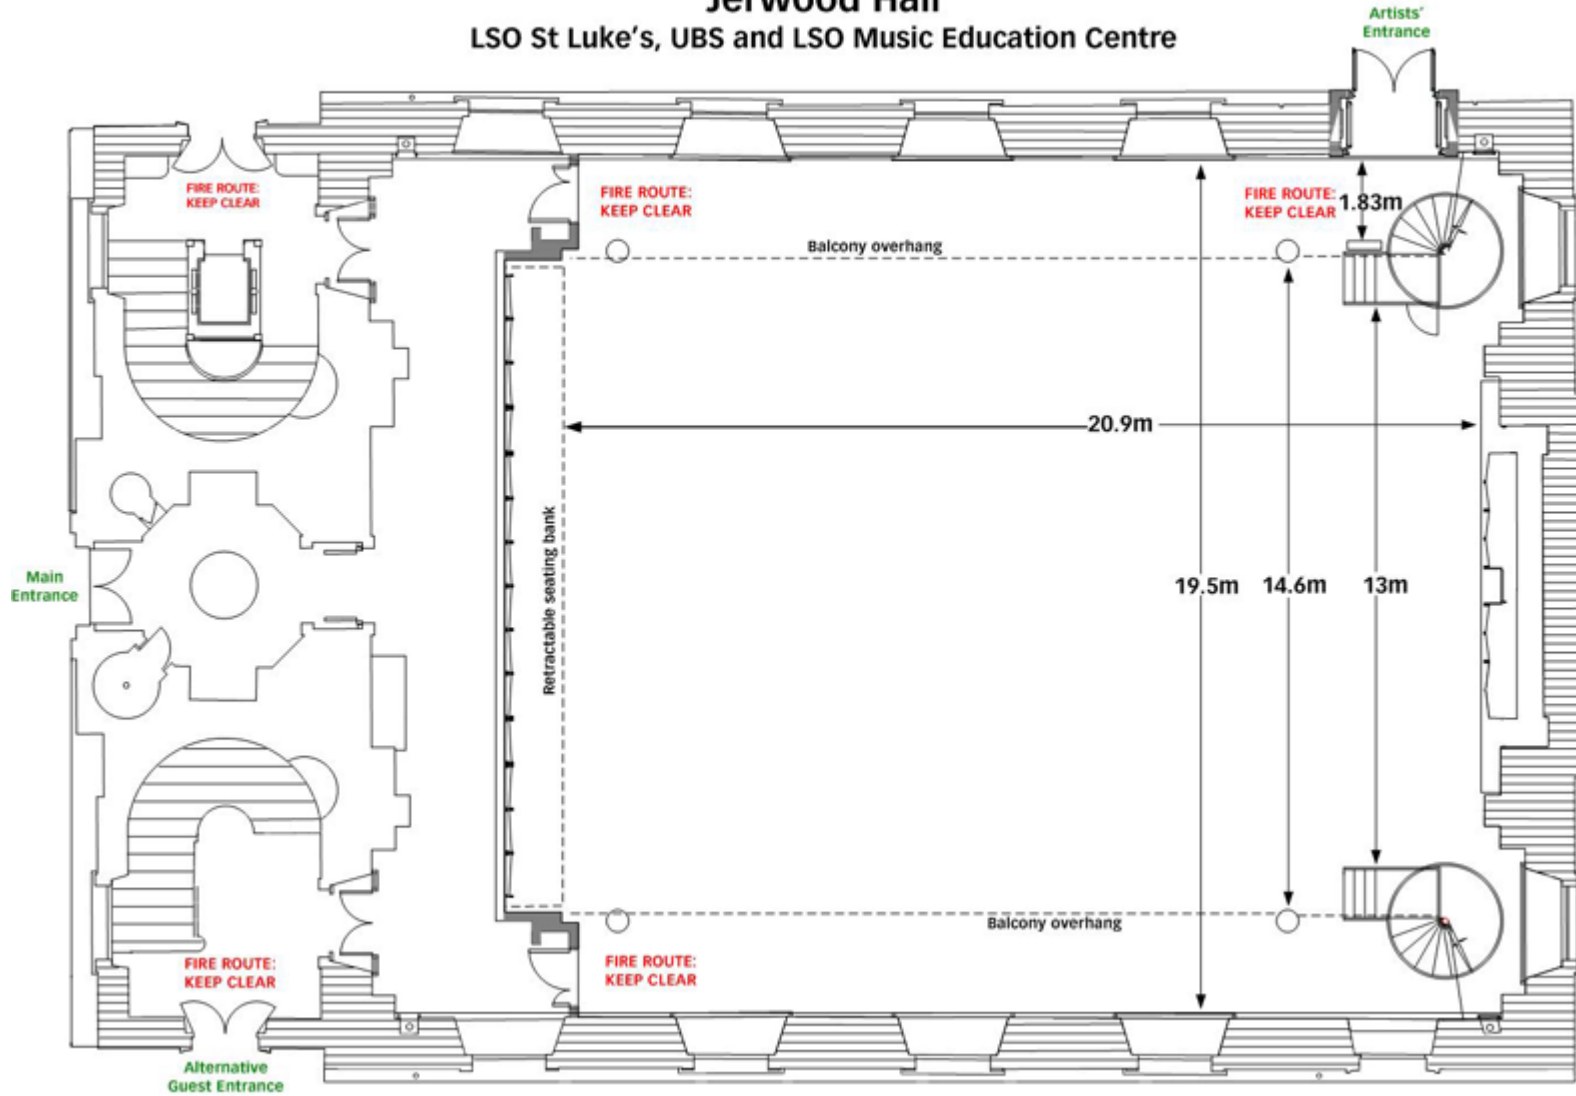 Jerwood Hall
LSO St Luke's, UBS and LSO Music Education Centre
Artists'
Entrance
FIRE ROUTE:
KEEP CLEAR
FIRE ROUTE:
KEEP CLEAR
FIRE ROUTE:
KEEP CLEAR
1.83m
Balcony overhang
20.9m
Retractable seating bank
Main
Entrance
19.5m
14.6m
13m
Balcony overhang
FIRE ROUTE:
KEEP CLEAR
FIRE ROUTE:
KEEP CLEAR
Alternative
Guest Entrance